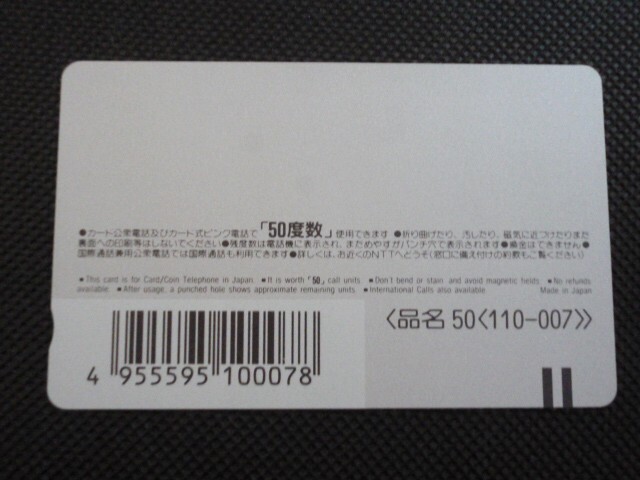 ●カード公衆電話及びカード式ピンク電話で「50度数」使用できます ●折り曲げたり、汚したり、磁気に近づけたりまた
裏面への印刷等はしないでください●残度数は電話機に表示され、まためやすがパンチ穴で表示されます●換金はできません●
国際通話兼用公衆電話では国際通話も利用できます●詳しくは、お近くのNTTへどうぞ(窓口に備え付けの約款もご覧ください)
■This card is for Card/Coin Telephone in Japan. ■It is worth「50」call units. ■Don't bend or stain and avoid magnetic fields. ■No refunds
available. ■After usage, a punched hole shows approximate remaining units. ■International Calls also available. Made in Japan
〈品名 50〈110-007〉〉
4 955595 100078